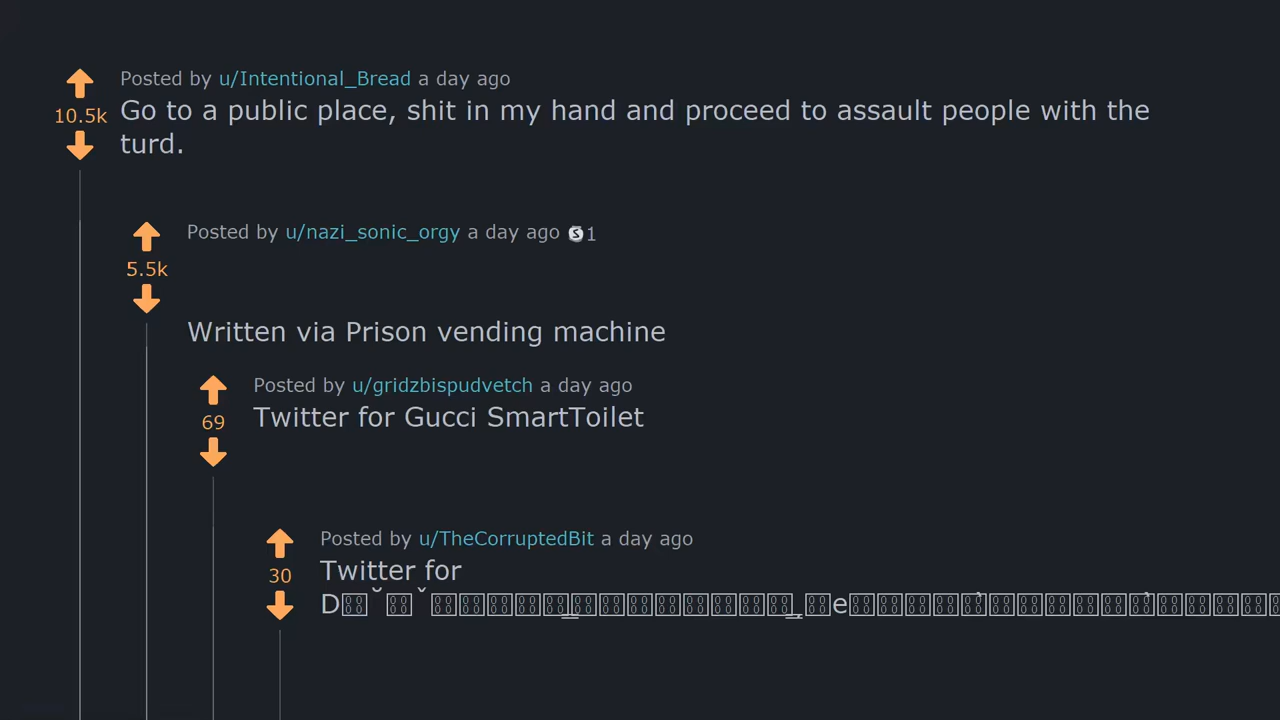 Posted by u/Intentional_Bread a day ago
10.5k
Go to a public place, shit in my hand and proceed to assault people with the
turd.
Posted by u/nazi_sonic_orgy a day ago S 1
5.5k
Written via Prison vending machine
Posted by u/gridzbispudvetch a day ago
69
Twitter for Gucci SmartToilet
Posted by u/TheCorruptedBit a day ago
30
Twitter for